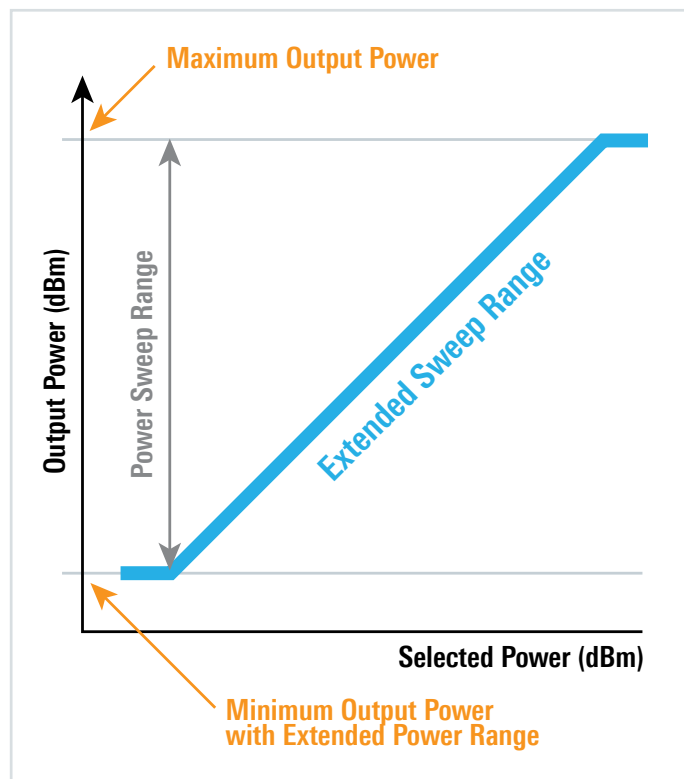 Maximum Output Power
Output Power (dBm)
Power Sweep Range
Extended Sweep Range
Selected Power (dBm)
Minimum Output Power
with Extended Power Range